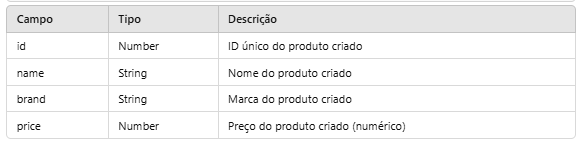 Campo Tipo Descrição
id Number ID único do produto criado
name String Nome do produto criado
brand String Marca do produto criado
price Number Preço do produto criado (numérico)